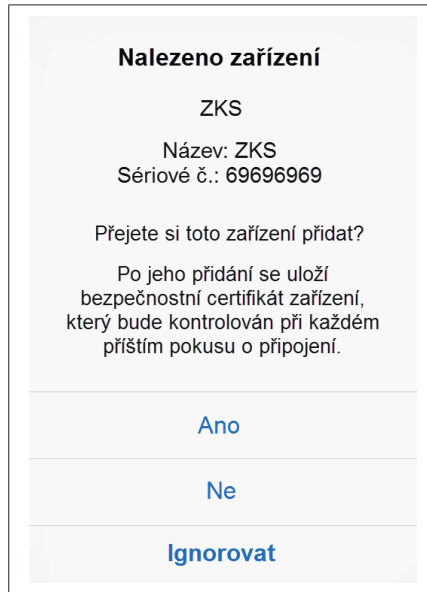 Nalezeno zařízení
ZKS
Název: ZKS
Sériové č.: 69696969
Přejete si toto zařízení přidat?
Po jeho přidání se uloží
bezpečnostní certifikát zařízení,
který bude kontrolován při každém
příštím pokusu o připojení.
Ano
Ne
Ignorovat